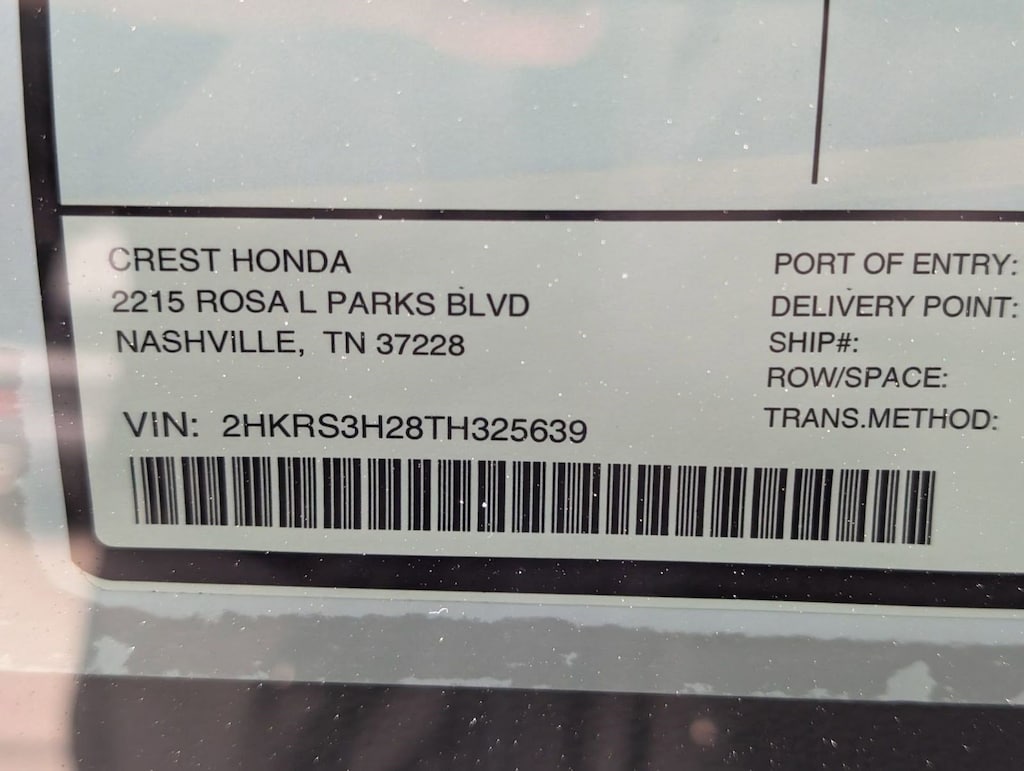 CREST HONDA
2215 ROSA L PARKS BLVD
NASHVILLE, TN 37228
VIN: 2HKRS3H28TH325639
PORT OF ENTRY:
DELIVERY POINT:
SHIP#:
ROW/SPACE:
TRANS.METHOD: